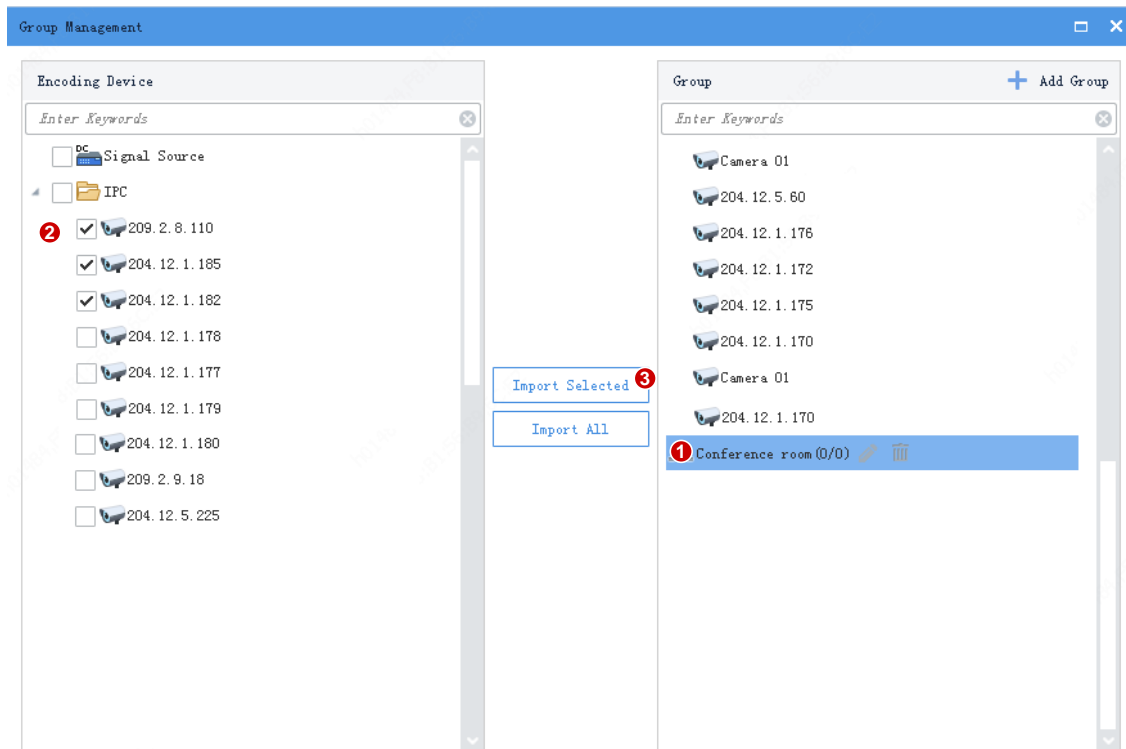 Group Management
Encoding Device
Enter Keywords
DC Signal Source
IPC
2
209.2.8.110
204.12.1.185
204.12.1.182
204.12.1.178
204.12.1.177
204.12.1.179
204.12.1.180
209.2.9.18
204.12.5.225
Import Selected 3
Import All
Group
Add Group
Enter Keywords
Camera 01
204.12.5.60
204.12.1.176
204.12.1.172
204.12.1.175
204.12.1.170
Camera 01
204.12.1.170
1 Conference room(0/0)